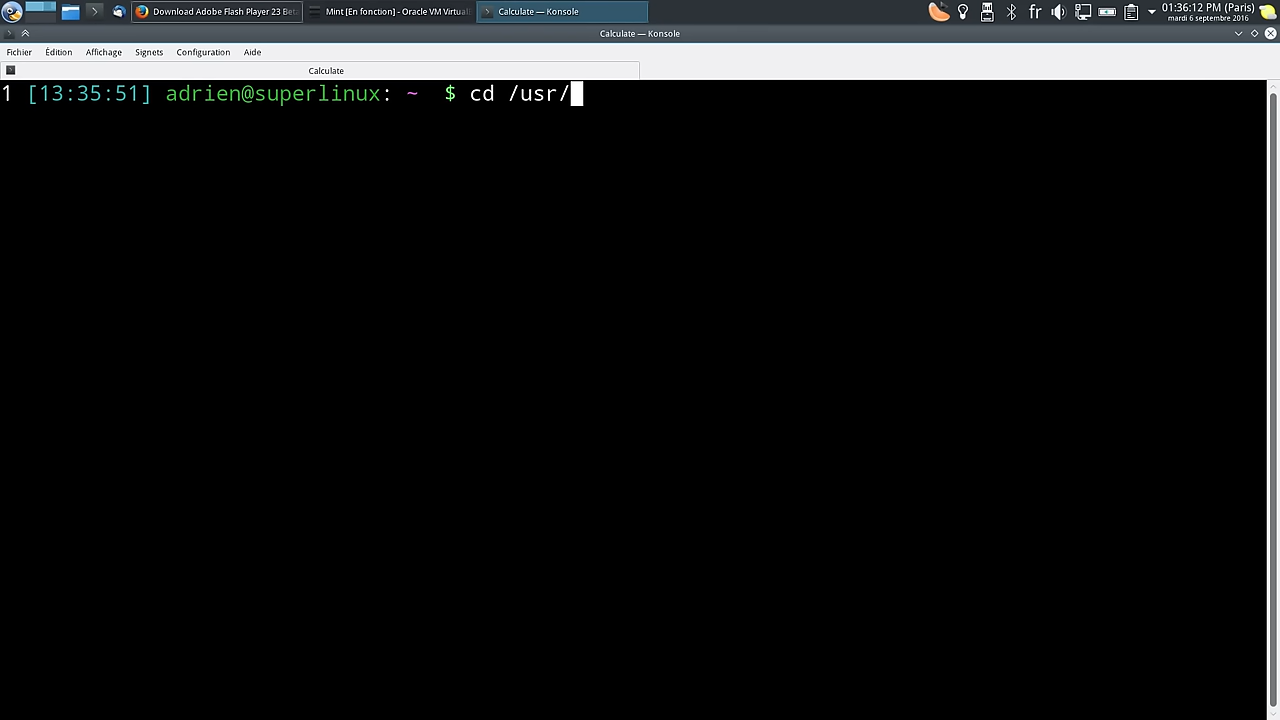 Download Adobe Flash Player 23 Bet
Mint [En fonction] - Oracle VM Virtual
Calculate — Konsole
fr
01:36:12 PM (Paris)
mardi 6 septembre 2016
Calculate — Konsole
Fichier Édition Affichage Signets Configuration Aide
Calculate
1 [13:35:51] adrien@superlinux: ~ $ cd /usr/